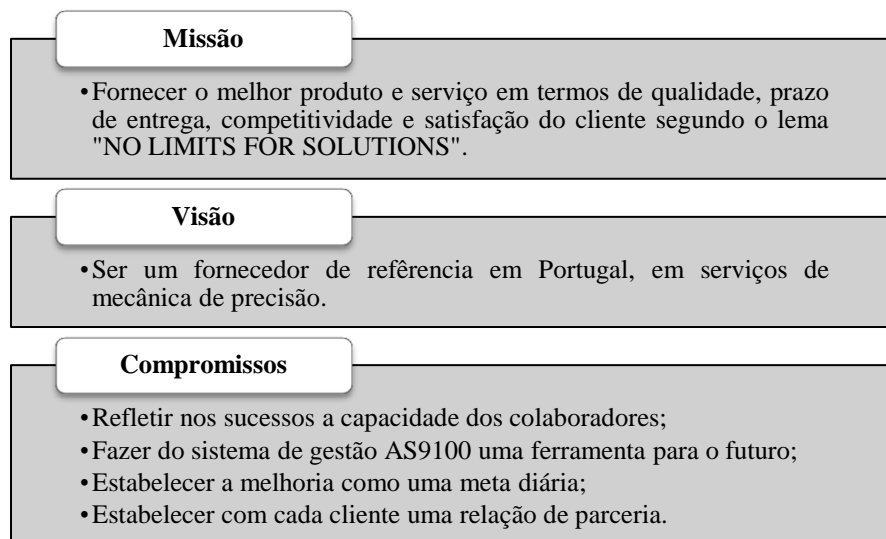 Missão
•Fornecer o melhor produto e serviço em termos de qualidade, prazo
de entrega, competitividade e satisfação do cliente segundo o lema
"NO LIMITS FOR SOLUTIONS".
Visão
•Ser um fornecedor de refêrencia em Portugal, em serviços de
mecânica de precisão.
Compromissos
•Refletir nos sucessos a capacidade dos colaboradores;
•Fazer do sistema de gestão AS9100 uma ferramenta para o futuro;
•Estabelecer a melhoria como uma meta diária;
•Estabelecer com cada cliente uma relação de parceria.